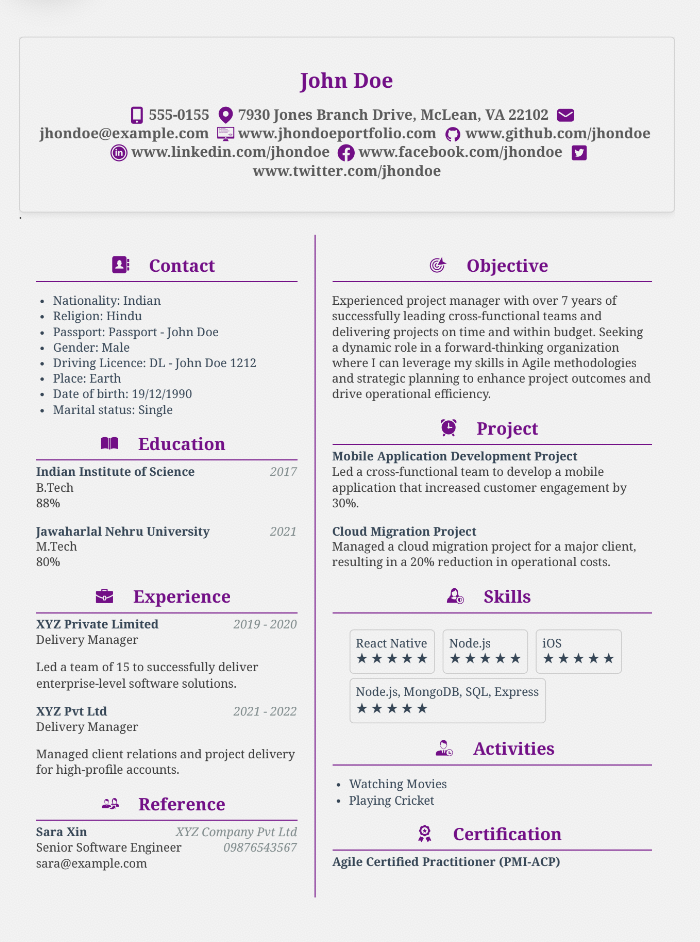 John Doe
555-0155 7930 Jones Branch Drive, McLean, VA 22102
jhondoe@example.com www.jhondoeportfolio.com www.github.com/jhondoe
www.linkedin.com/jhondoe www.facebook.com/jhondoe
www.twitter.com/jhondoe
.
Contact
• Nationality: Indian
• Religion: Hindu
• Passport: Passport - John Doe
• Gender: Male
• Driving Licence: DL - John Doe 1212
• Place: Earth
• Date of birth: 19/12/1990
• Marital status: Single
Education
Indian Institute of Science 2017
B.Tech
88%
Jawaharlal Nehru University 2021
M.Tech
80%
Experience
XYZ Private Limited 2019 - 2020
Delivery Manager
Led a team of 15 to successfully deliver
enterprise-level software solutions.
XYZ Pvt Ltd 2021 - 2022
Delivery Manager
Managed client relations and project delivery
for high-profile accounts.
Reference
Sara Xin XYZ Company Pvt Ltd
Senior Software Engineer 09876543567
sara@example.com
Objective
Experienced project manager with over 7 years of
successfully leading cross-functional teams and
delivering projects on time and within budget. Seeking
a dynamic role in a forward-thinking organization
where I can leverage my skills in Agile methodologies
and strategic planning to enhance project outcomes and
drive operational efficiency.
Project
Mobile Application Development Project
Led a cross-functional team to develop a mobile
application that increased customer engagement by
30%.
Cloud Migration Project
Managed a cloud migration project for a major client,
resulting in a 20% reduction in operational costs.
Skills
React Native Node.js iOS
★★★★★ ★★★★★ ★★★★★
Node.js, MongoDB, SQL, Express
★★★★★
Activities
• Watching Movies
• Playing Cricket
Certification
Agile Certified Practitioner (PMI-ACP)